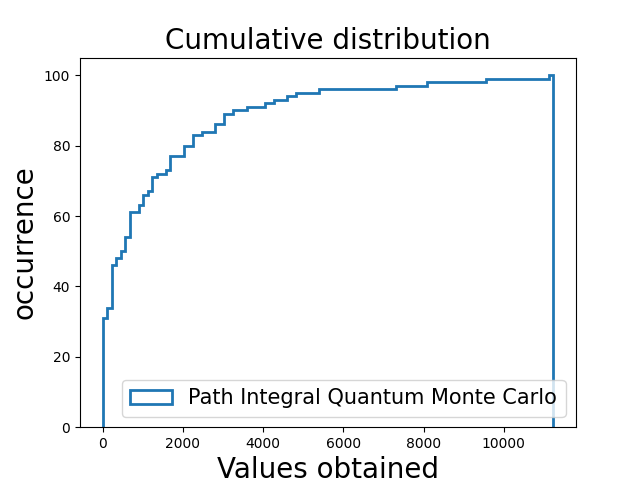 Cumulative distribution
occurrence
100
80
60
40
20
0
Path Integral Quantum Monte Carlo
0 2000 4000 6000 8000 10000
Values obtained